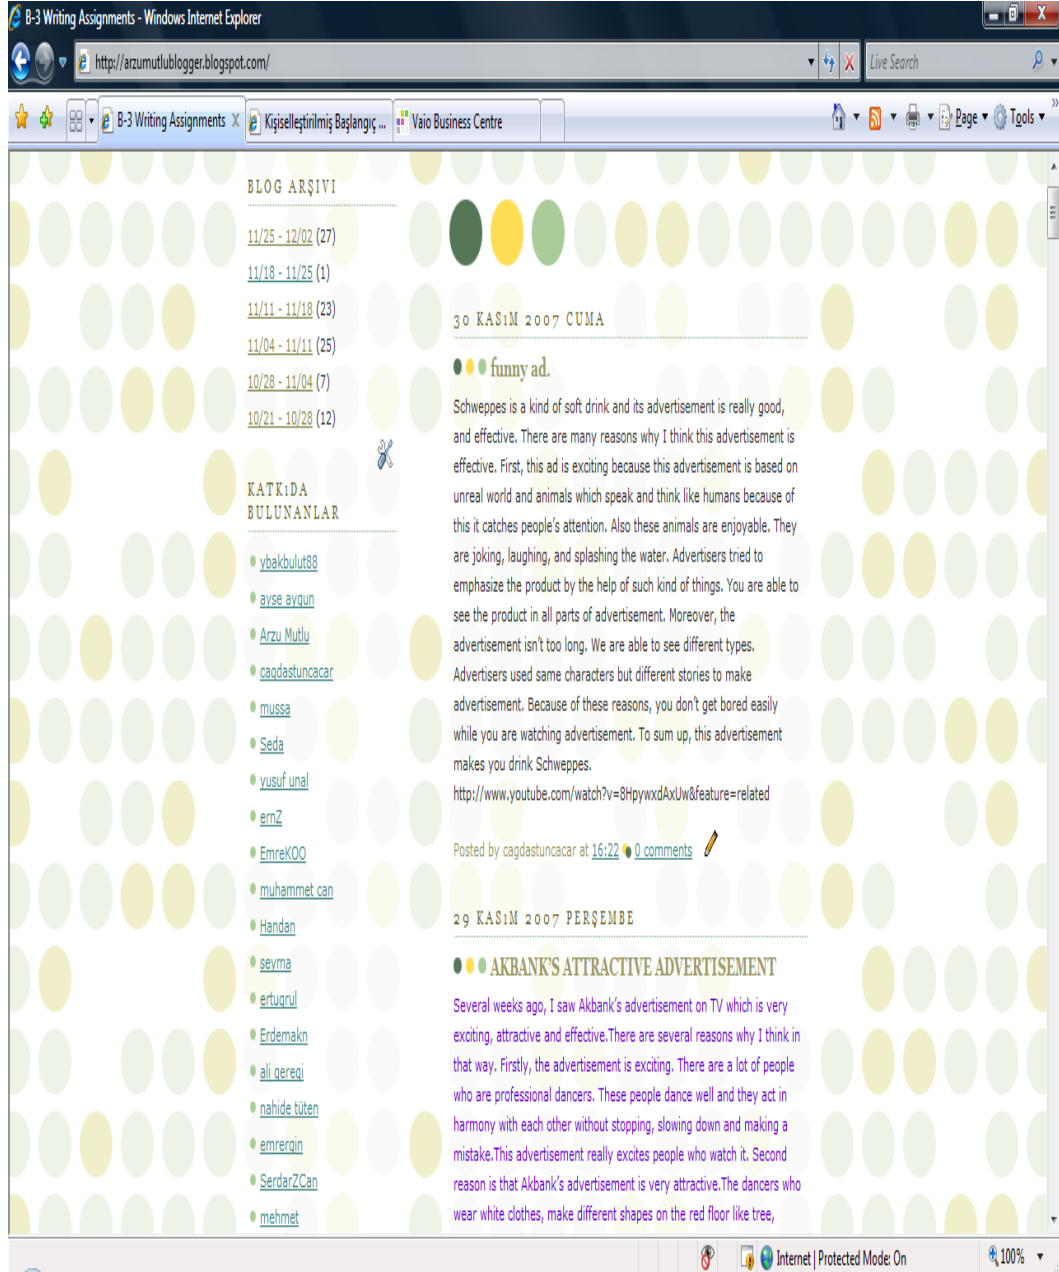 B-3 Writing Assignments - Windows Internet Explorer
http://arzumutlublogger.blogspot.com/
Live Search
B-3 Writing Assignments
Kişiselleştirilmiş Başlangıç ...
Vaio Business Centre
Page
Tools
BLOG ARŞIVI
11/25 - 12/02 (27)
11/18 - 11/25 (1)
11/11 - 11/18 (23)
11/04 - 11/11 (25)
10/28 - 11/04 (7)
10/21 - 10/28 (12)
KATKıDA
BULUNANLAR
ybakbulut88
ayse aygun
Arzu Mutlu
cagdastuncacar
mussa
Seda
yusuf unal
ernZ
EmreKOO
muhammet can
Handan
seyma
ertugrul
Erdemakn
ali geregi
nahide tüten
emrergin
SerdarZCan
mehmet
30 KASıM 2007 CUMA
funny ad.
Schweppes is a kind of soft drink and its advertisement is really good,
and effective. There are many reasons why I think this advertisement is
effective. First, this ad is exciting because this advertisement is based on
unreal world and animals which speak and think like humans because of
this it catches people's attention. Also these animals are enjoyable. They
are joking, laughing, and splashing the water. Advertisers tried to
emphasize the product by the help of such kind of things. You are able to
see the product in all parts of advertisement. Moreover, the
advertisement isn't too long. We are able to see different types.
Advertisers used same characters but different stories to make
advertisement. Because of these reasons, you don't get bored easily
while you are watching advertisement. To sum up, this advertisement
makes you drink Schweppes.
http://www.youtube.com/watch?v=8HpywxdAxUw&feature=related
Posted by cagdastuncacar at 16:22 0 comments
29 KASıM 2007 PERŞEMBE
AKBANK'S ATTRACTIVE ADVERTISEMENT
Several weeks ago, I saw Akbank's advertisement on TV which is very
exciting, attractive and effective.There are several reasons why I think in
that way. Firstly, the advertisement is exciting. There are a lot of people
who are professional dancers. These people dance well and they act in
harmony with each other without stopping, slowing down and making a
mistake.This advertisement really excites people who watch it. Second
reason is that Akbank's advertisement is very attractive.The dancers who
wear white clothes, make different shapes on the red floor like tree,
Internet | Protected Mode: On
100%